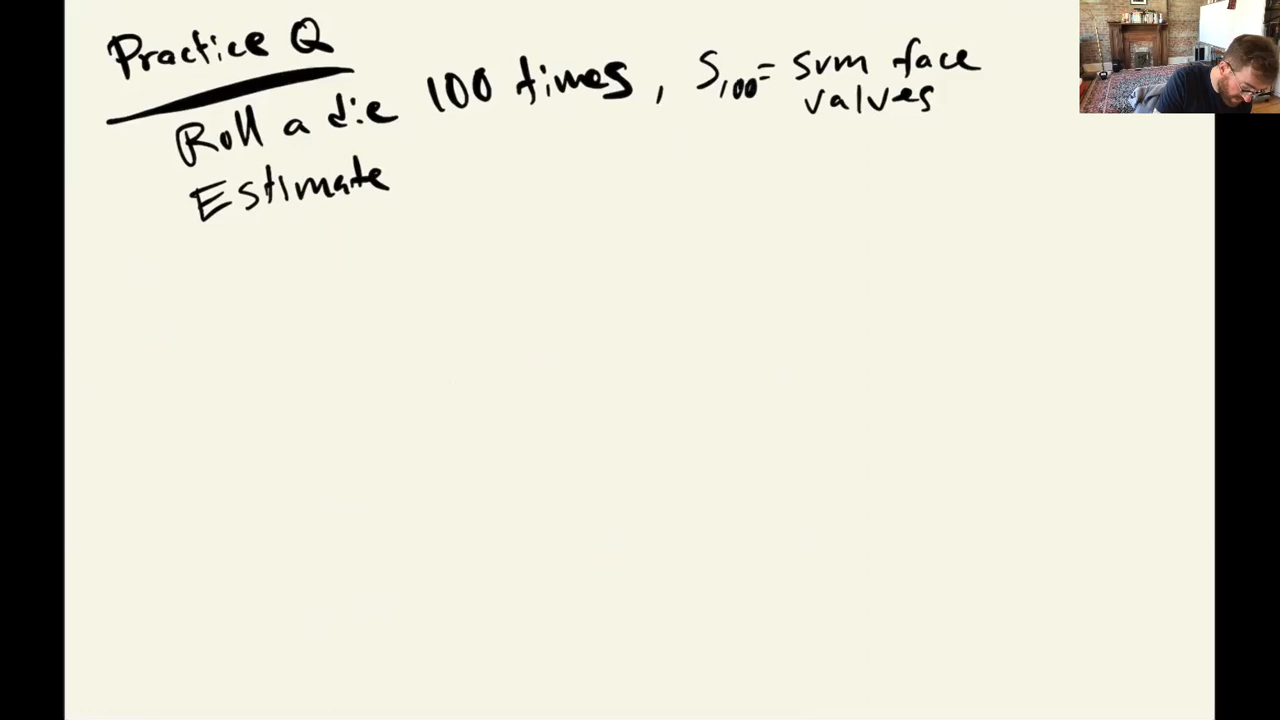 Practice Q
Roll a die 100 times, S₁₀₀ = sum face
values
Estimate